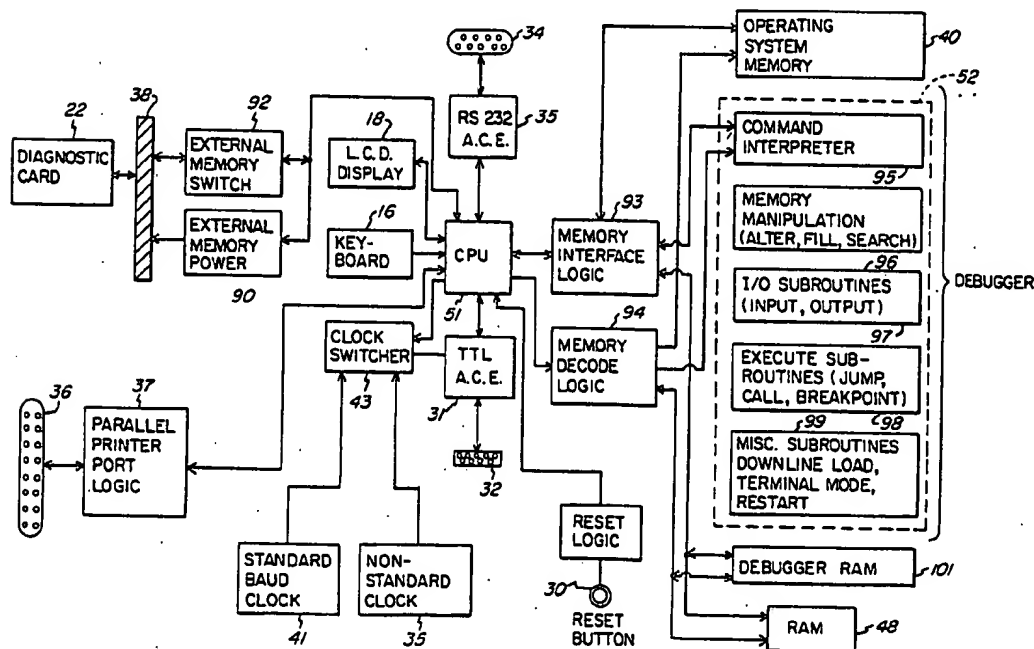 34
OPERATING
SYSTEM
MEMORY
40
38
92
18
RS 232
A.C.E.
35
52
22
DIAGNOSTIC
CARD
EXTERNAL
MEMORY
SWITCH
L.C.D.
DISPLAY
COMMAND
INTERPRETER
95
16
93
EXTERNAL
MEMORY
POWER
90
KEY-
BOARD
CPU
51
MEMORY
INTERFACE
LOGIC
MEMORY
MANIPULATION
(ALTER, FILL, SEARCH)
96
I/O SUBROUTINES
(INPUT, OUTPUT)
97
DEBUGGER
94
CLOCK
SWITCHER
43
TTL
A.C.E.
31
MEMORY
DECODE
LOGIC
EXECUTE SUB-
ROUTINES (JUMP,
CALL, BREAKPOINT)
98
36
37
PARALLEL
PRINTER
PORT
LOGIC
32
99
MISC. SUBROUTINES
DOWNLINE LOAD,
TERMINAL MODE,
RESTART
RESET
LOGIC
STANDARD
BAUD
CLOCK
41
NON-
STANDARD
CLOCK
35
30
RESET
BUTTON
DEBUGGER RAM
101
RAM
48